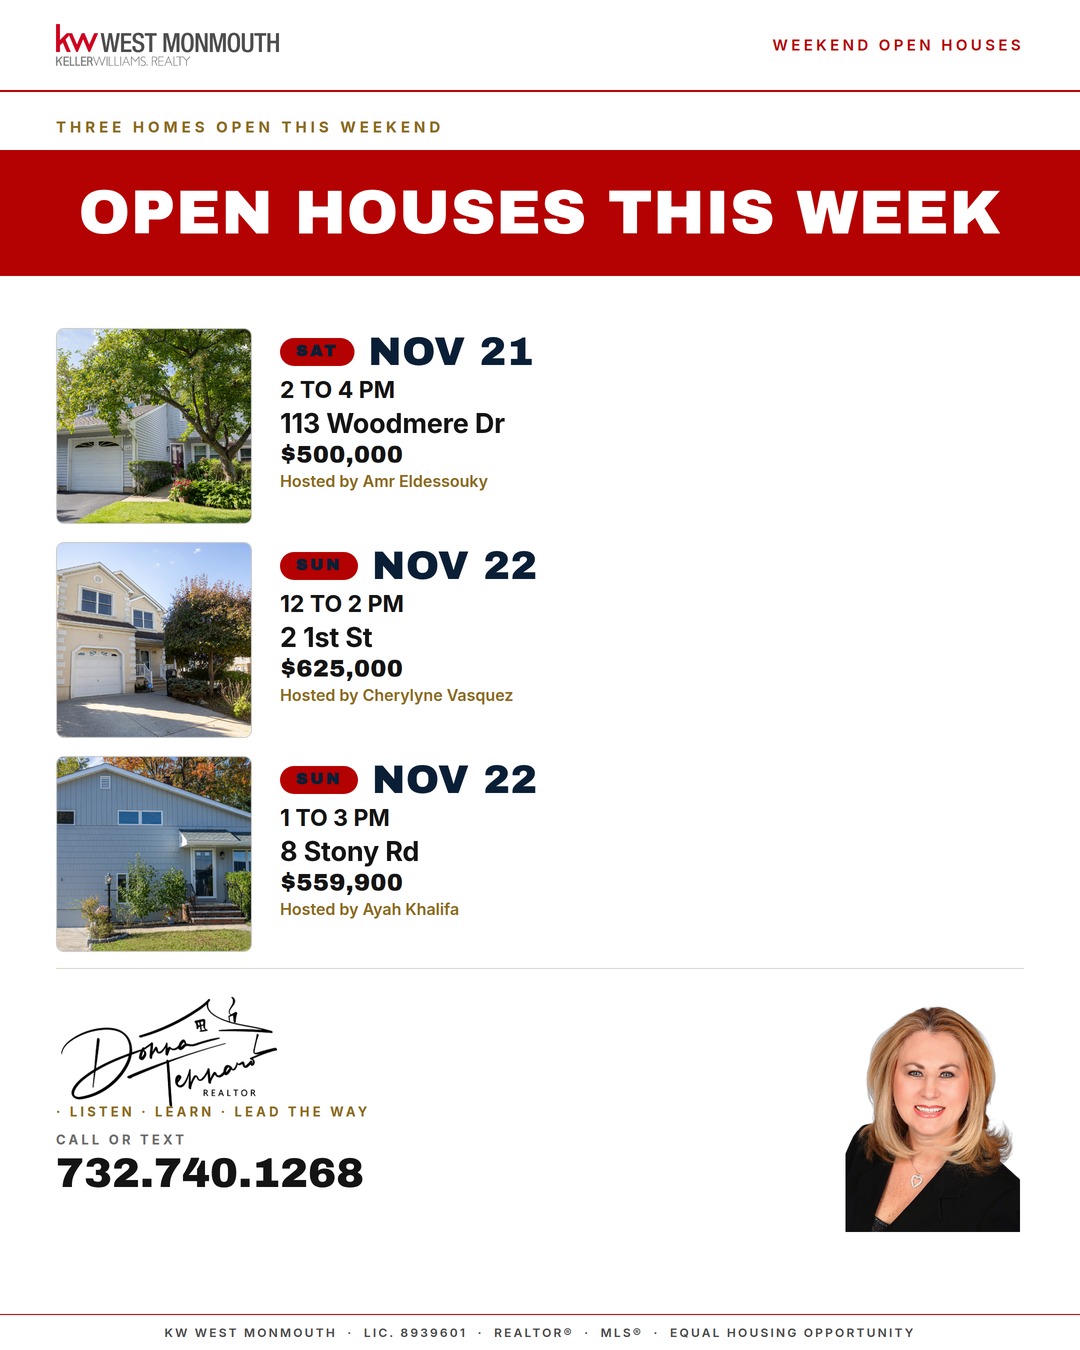 kw WEST MONMOUTH
KELLERWILLIAMS. REALTY
WEEKEND OPEN HOUSES
THREE HOMES OPEN THIS WEEKEND
OPEN HOUSES THIS WEEK
SAT NOV 21
2 TO 4 PM
113 Woodmere Dr
$500,000
Hosted by Amr Eldessouky
SUN NOV 22
12 TO 2 PM
2 1st St
$625,000
Hosted by Cherylyne Vasquez
SUN NOV 22
1 TO 3 PM
8 Stony Rd
$559,900
Hosted by Ayah Khalifa
Donna
Tennaro
REALTOR
· LISTEN · LEARN · LEAD THE WAY
CALL OR TEXT
732.740.1268
KW WEST MONMOUTH · LIC. 8939601 · REALTOR® · MLS® · EQUAL HOUSING OPPORTUNITY